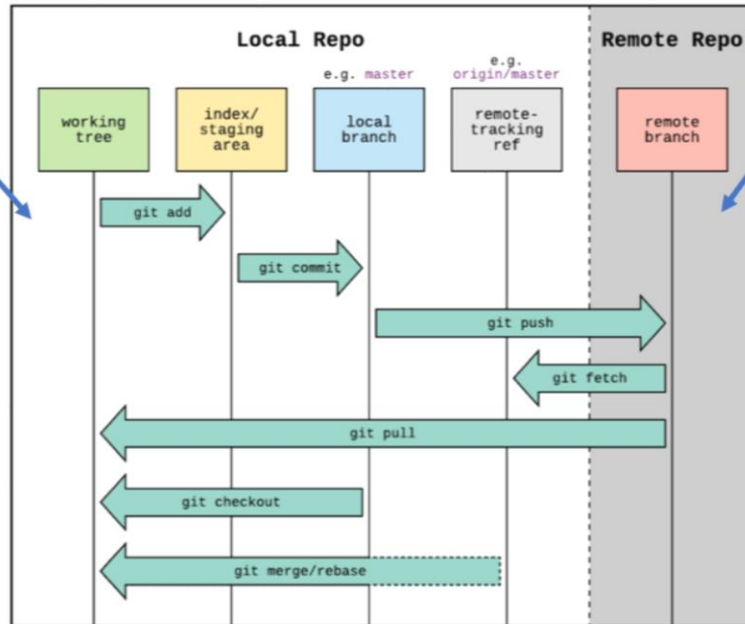 Local Repo
Remote Repo
e.g. master
e.g.
origin/master
working
tree
index/
staging
area
local
branch
remote-
tracking
ref
remote
branch
git add
git commit
git push
git fetch
git pull
git checkout
git merge/rebase